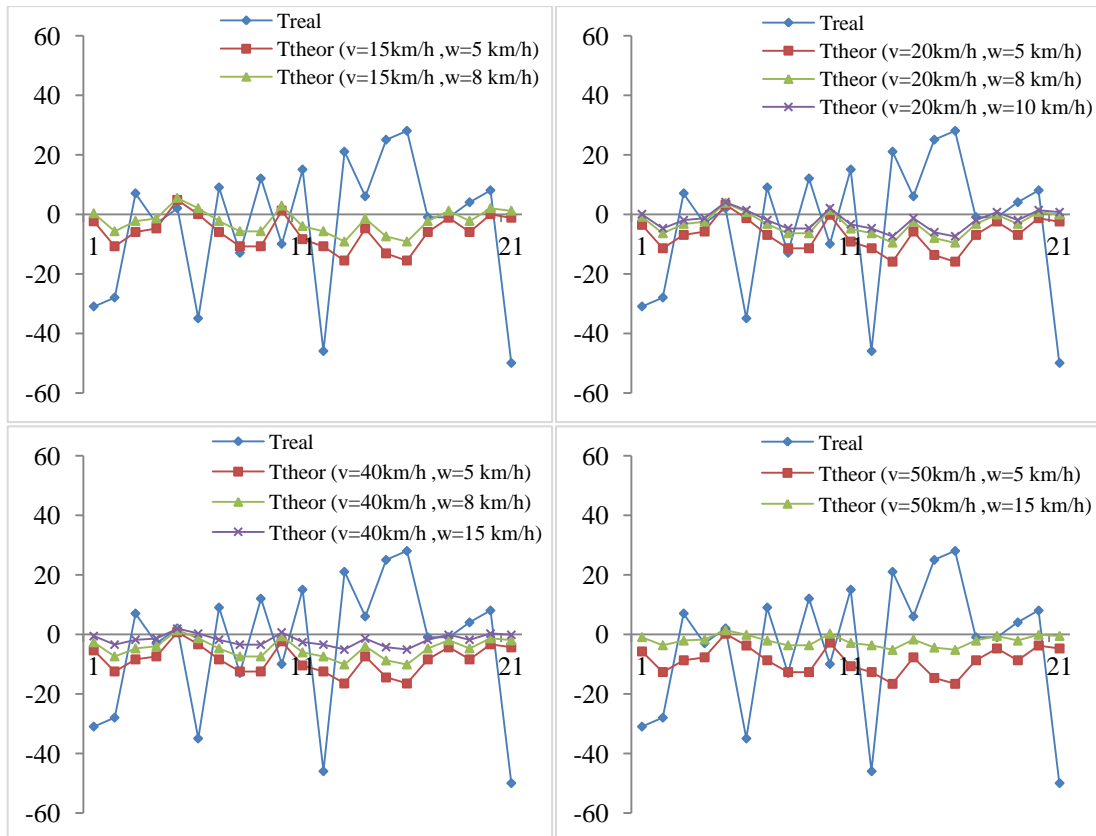 Treal
Ttheor (v=15km/h ,w=5 km/h)
Ttheor (v=15km/h ,w=8 km/h)
60
40
20
0
-20
-40
-60
1
11
21
Treal
Ttheor (v=20km/h ,w=5 km/h)
Ttheor (v=20km/h ,w=8 km/h)
Ttheor (v=20km/h ,w=10 km/h)
60
40
20
0
-20
-40
-60
1
11
21
Treal
Ttheor (v=40km/h ,w=5 km/h)
Ttheor (v=40km/h ,w=8 km/h)
Ttheor (v=40km/h ,w=15 km/h)
60
40
20
0
-20
-40
-60
1
11
21
Treal
Ttheor (v=50km/h ,w=5 km/h)
Ttheor (v=50km/h ,w=15 km/h)
60
40
20
0
-20
-40
-60
1
11
21